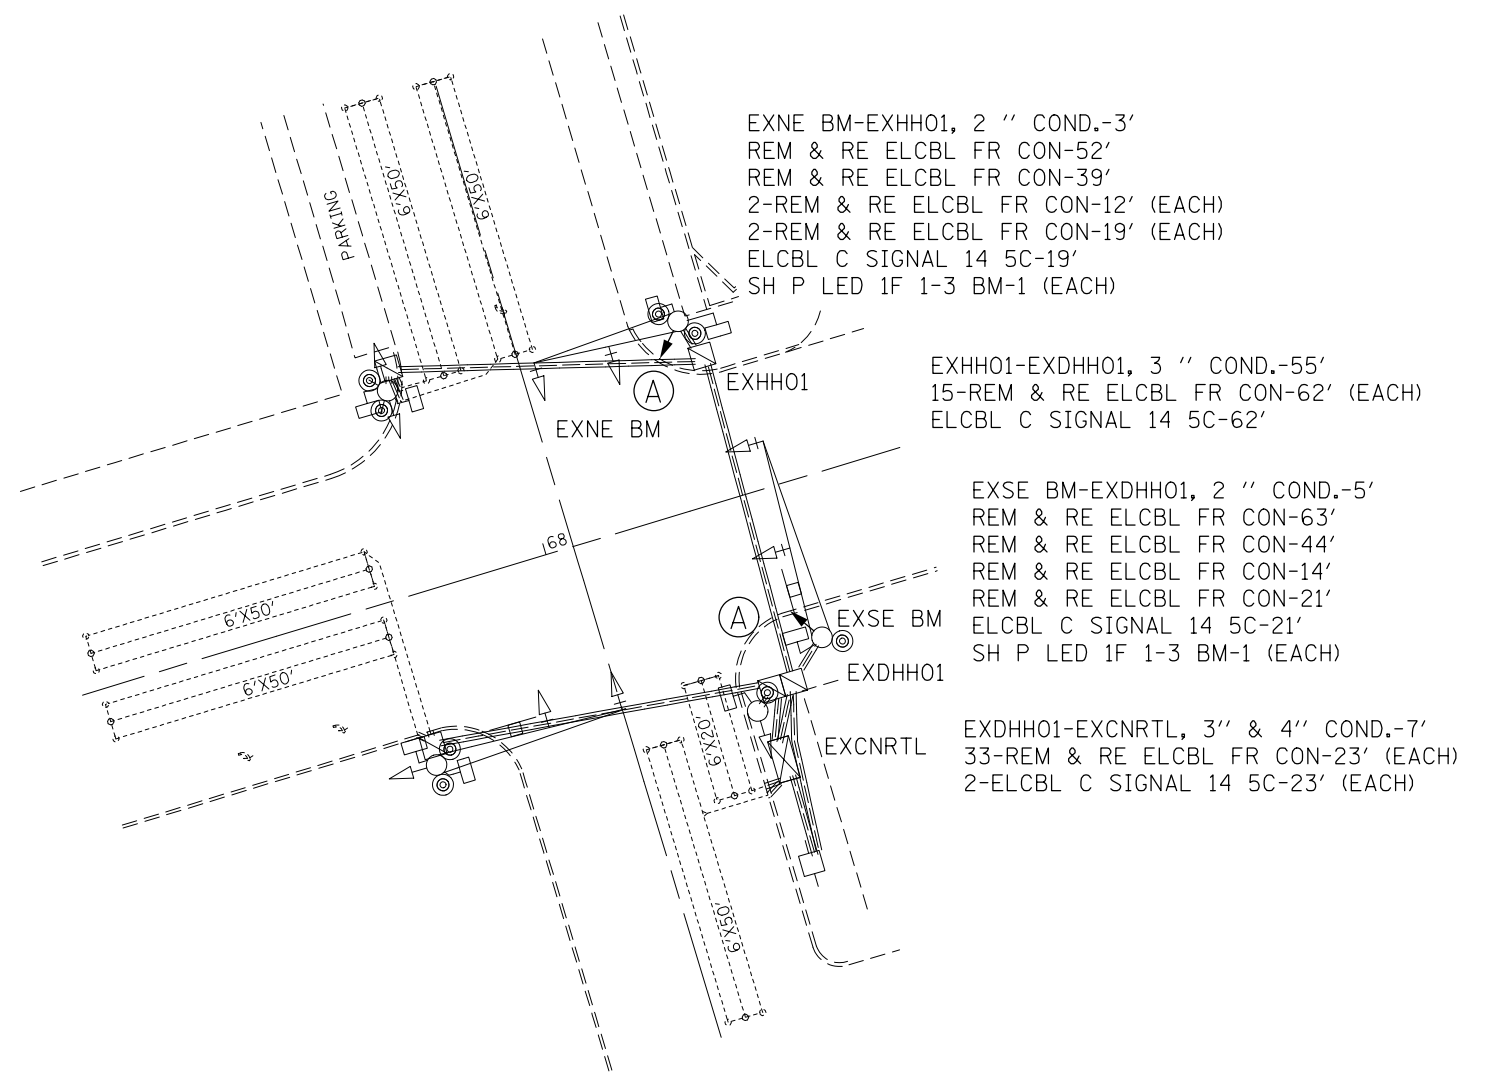 EXNE BM-EXHH01, 2 '' COND.-3'
REM & RE ELCBL FR CON-52'
REM & RE ELCBL FR CON-39'
2-REM & RE ELCBL FR CON-12' (EACH)
2-REM & RE ELCBL FR CON-19' (EACH)
ELCBL C SIGNAL 14 5C-19'
SH P LED 1F 1-3 BM-1 (EACH)
PARKING
6'X50'
6'X50'
EXHH01
A
EXNE BM
EXHH01-EXDHH01, 3 '' COND.-55'
15-REM & RE ELCBL FR CON-62' (EACH)
ELCBL C SIGNAL 14 5C-62'
EXSE BM-EXDHH01, 2 '' COND.-5'
REM & RE ELCBL FR CON-63'
REM & RE ELCBL FR CON-44'
REM & RE ELCBL FR CON-14'
REM & RE ELCBL FR CON-21'
ELCBL C SIGNAL 14 5C-21'
SH P LED 1F 1-3 BM-1 (EACH)
168
6'X50'
6'X50'
A
EXSE BM
EXDHH01
EXDHH01-EXCNRTL, 3'' & 4'' COND.-7'
33-REM & RE ELCBL FR CON-23' (EACH)
2-ELCBL C SIGNAL 14 5C-23' (EACH)
EXCNRTL
6'X20'
6'X50'